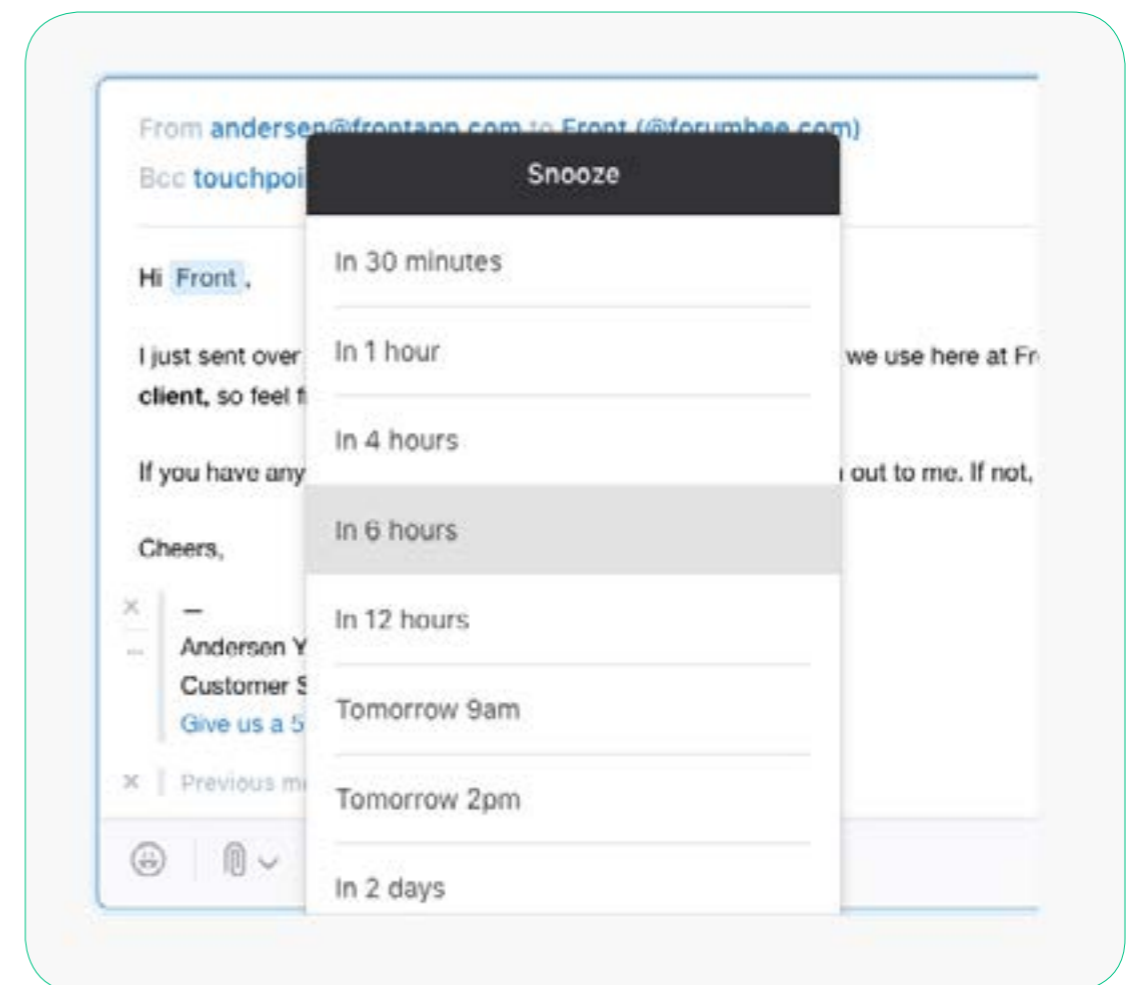 From andersen@frontapp.com to Front (@forumbee.com)
Bcc touchpoi
Snooze
Hi Front ,
I just sent over
we use here at Fr
client, so feel f
If you have any
out to me. If not,
Cheers,
—
Andersen Y
Customer S
Give us a 5
Previous m
In 30 minutes
In 1 hour
In 4 hours
In 6 hours
In 12 hours
Tomorrow 9am
Tomorrow 2pm
In 2 days